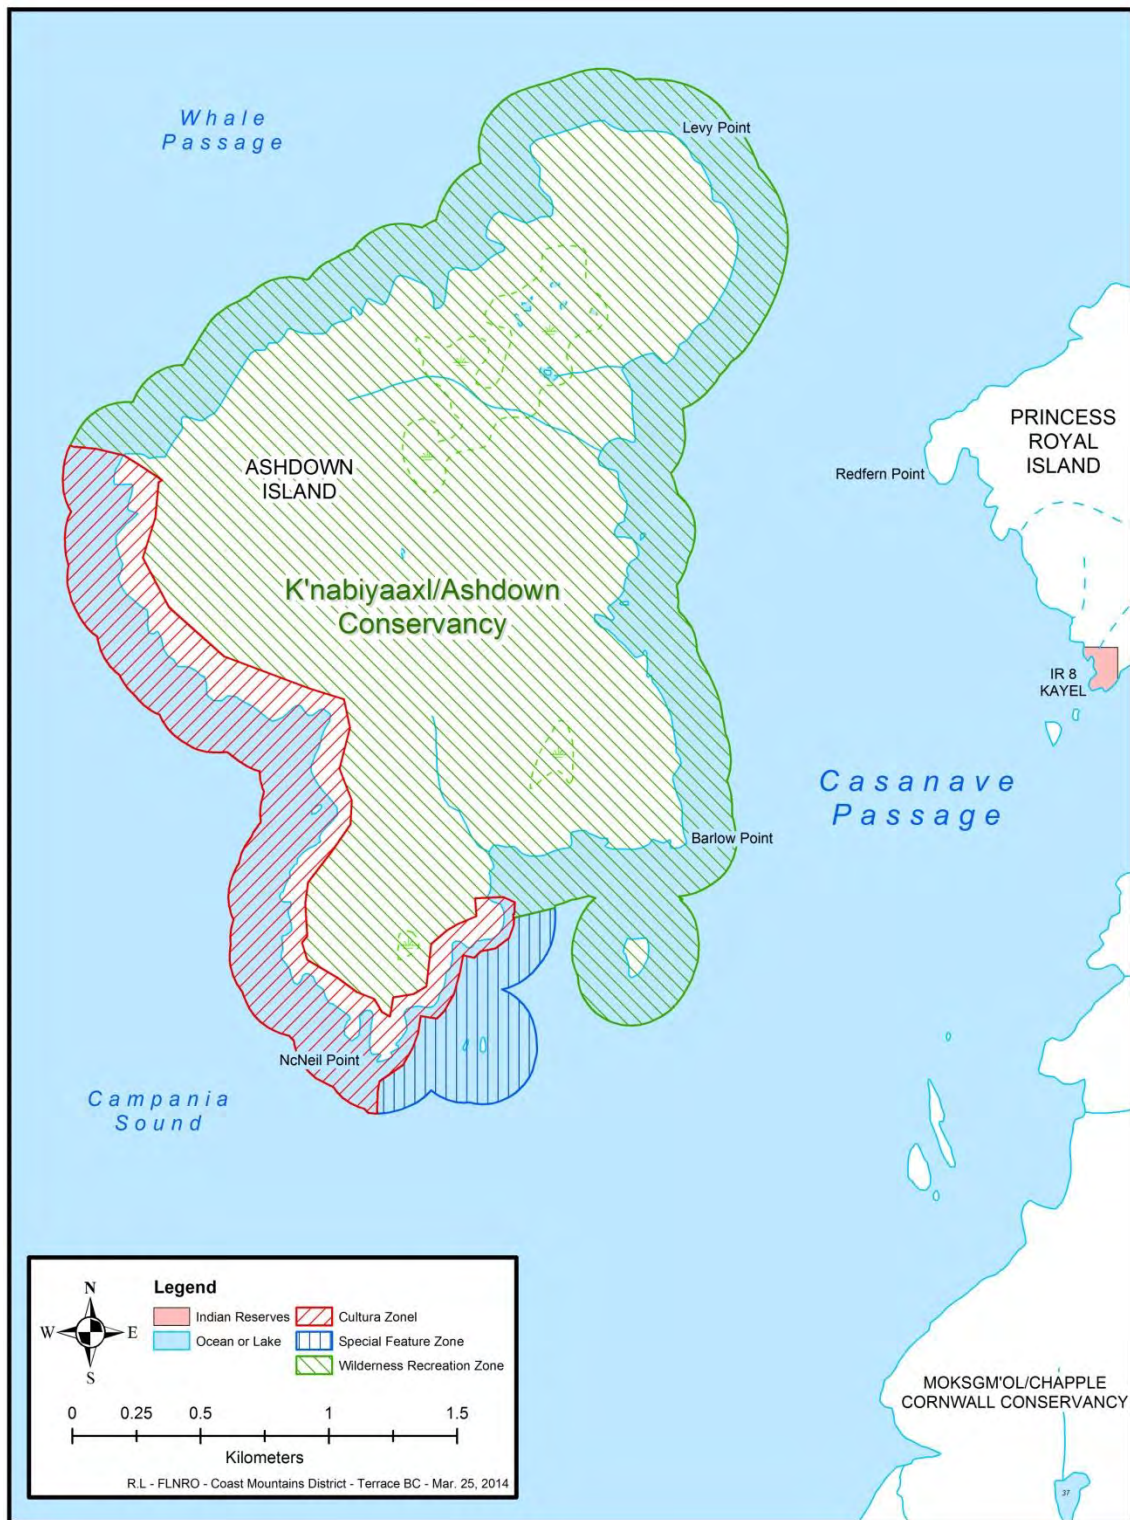 Whale
Passage
Levy Point
PRINCESS
ROYAL
ISLAND
ASHDOWN
ISLAND
Redfern Point
K'nabiyaaxl/Ashdown
Conservancy
IR 8
KAYEL
Casanave
Passage
Barlow Point
NcNeil Point
Campania
Sound
N
W E
S
Legend
Indian Reserves
Ocean or Lake
Cultura Zonel
Special Feature Zone
Wilderness Recreation Zone
0 0.25 0.5 1 1.5
Kilometers
R.L - FLNRO - Coast Mountains District - Terrace BC - Mar. 25, 2014
MOKSGM'OL/CHAPPLE
CORNWALL CONSERVANCY
37